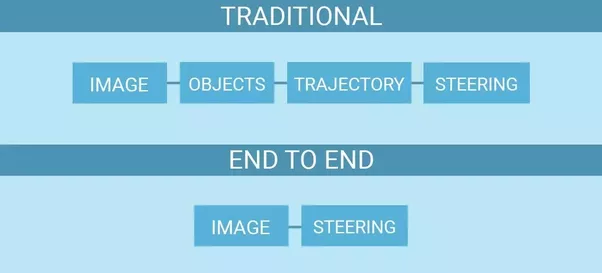 TRADITIONAL
IMAGE OBJECTS TRAJECTORY STEERING
END TO END
IMAGE STEERING